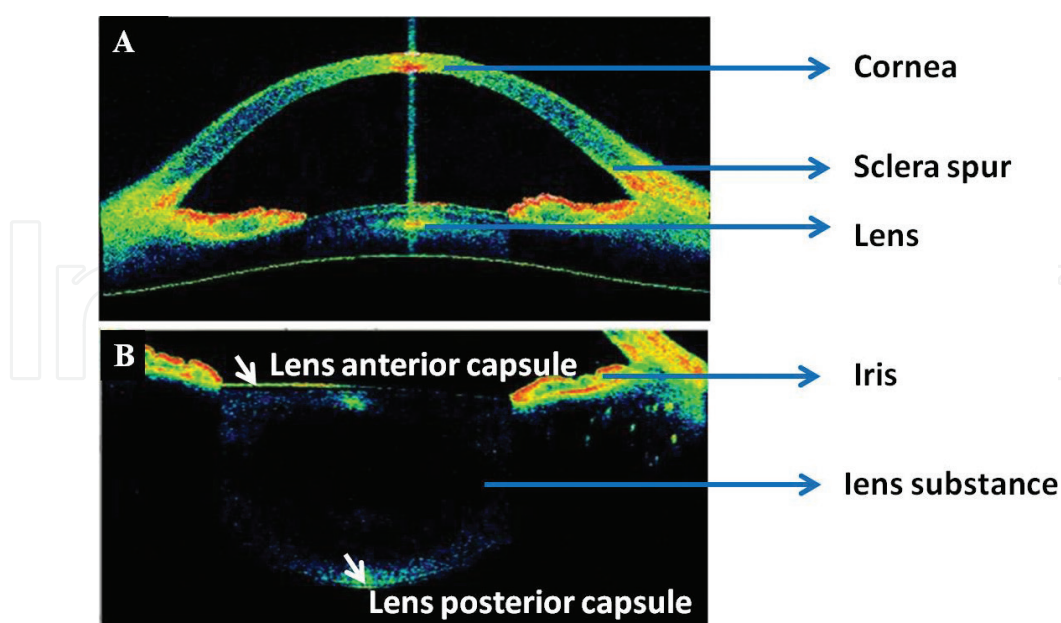 A
Cornea
Sclera spur
Lens
B
Lens anterior capsule
Iris
lens substance
Lens posterior capsule